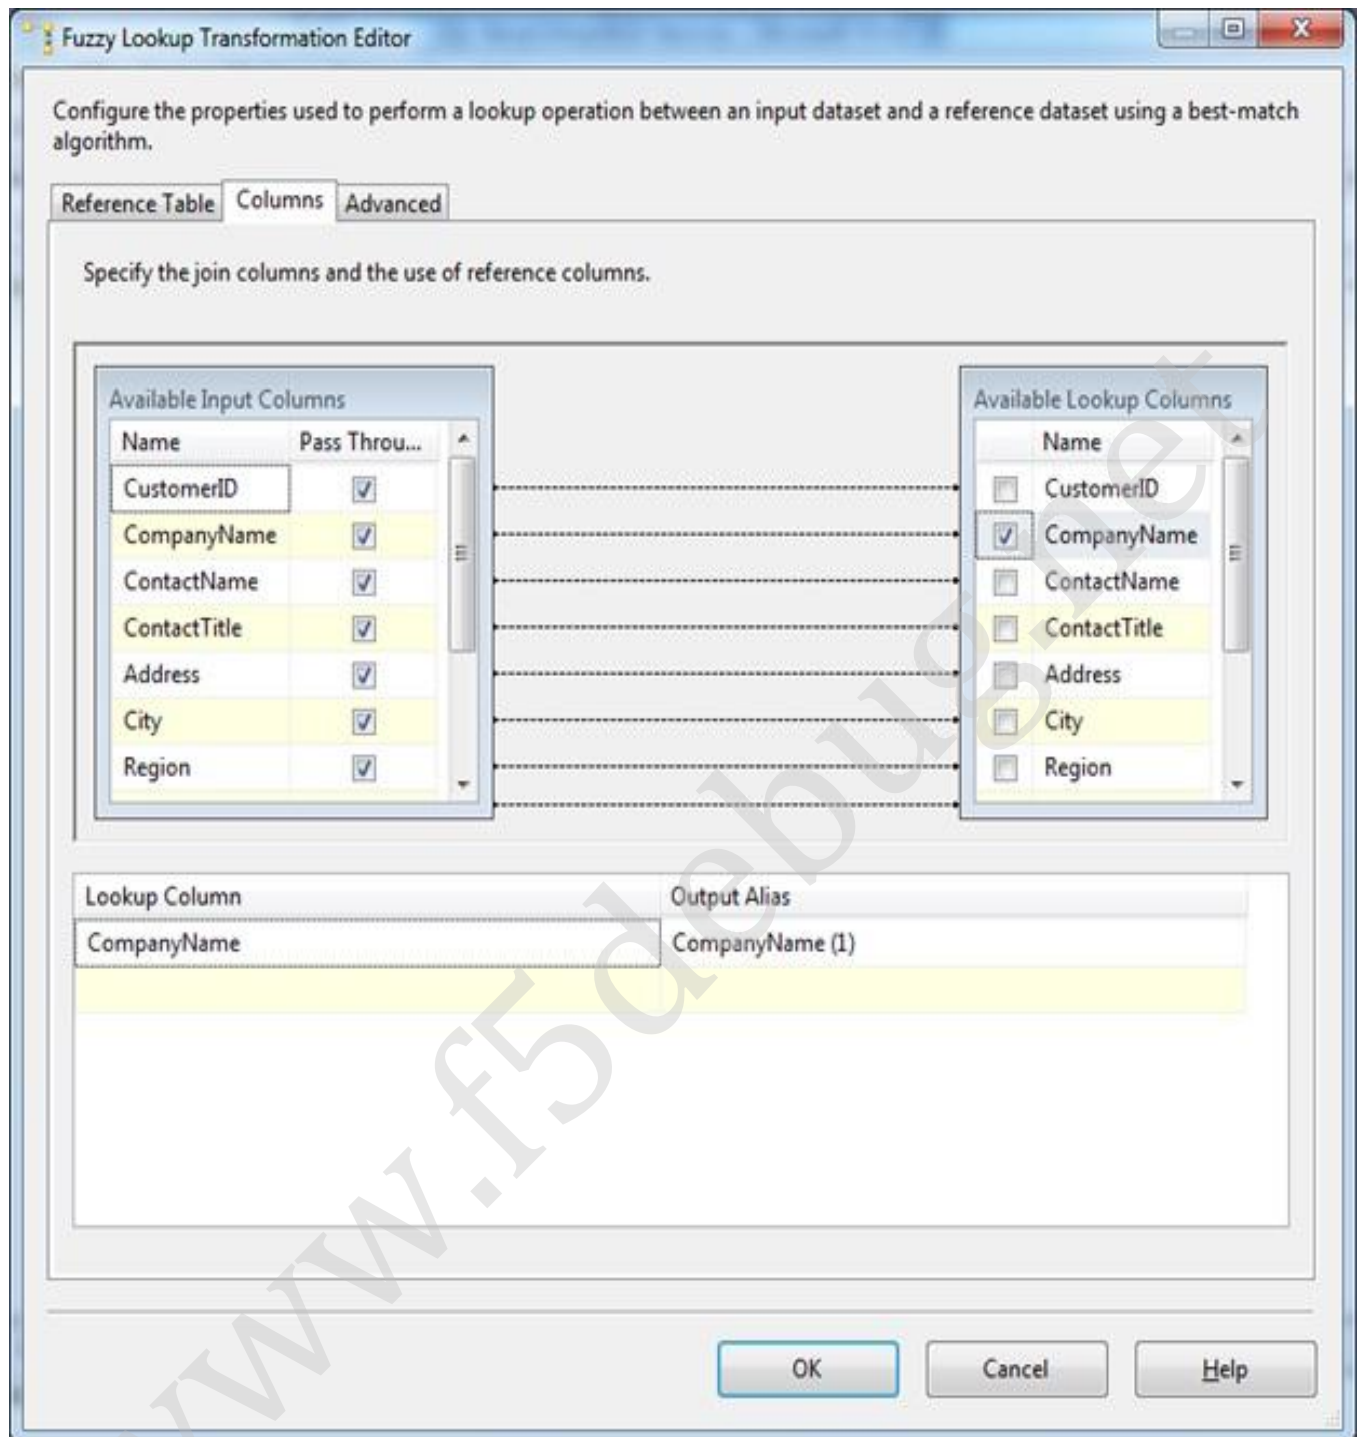 Fuzzy Lookup Transformation Editor
Configure the properties used to perform a lookup operation between an input dataset and a reference dataset using a best-match
algorithm.
Reference Table Columns Advanced
Specify the join columns and the use of reference columns.
Available Input Columns
Name Pass Throu...
CustomerID
CompanyName
ContactName
ContactTitle
Address
City
Region
Available Lookup Columns
Name
CustomerID
CompanyName
ContactName
ContactTitle
Address
City
Region
Lookup Column Output Alias
CompanyName CompanyName (1)
OK Cancel Help
www.f5debug.net